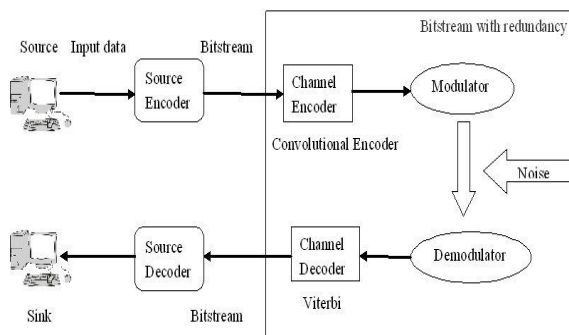 Bitstream with redundancy
Source
Input data
Bitstream
Source
Encoder
Channel
Encoder
Modulator
Convolutional Encoder
Noise
Source
Decoder
Channel
Decoder
Demodulator
Sink
Bitstream
Viterbi